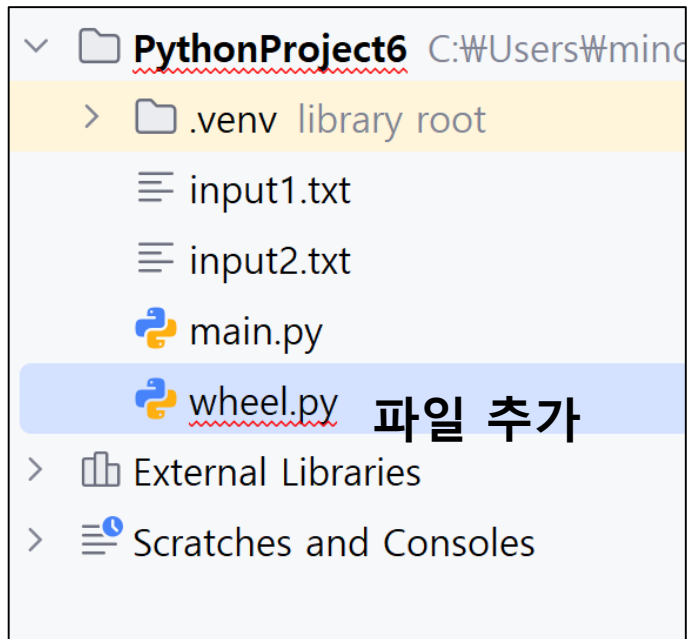 PythonProject6 C:₩Users₩minc
.venv library root
input1.txt
input2.txt
main.py
wheel.py 파일 추가
External Libraries
Scratches and Consoles